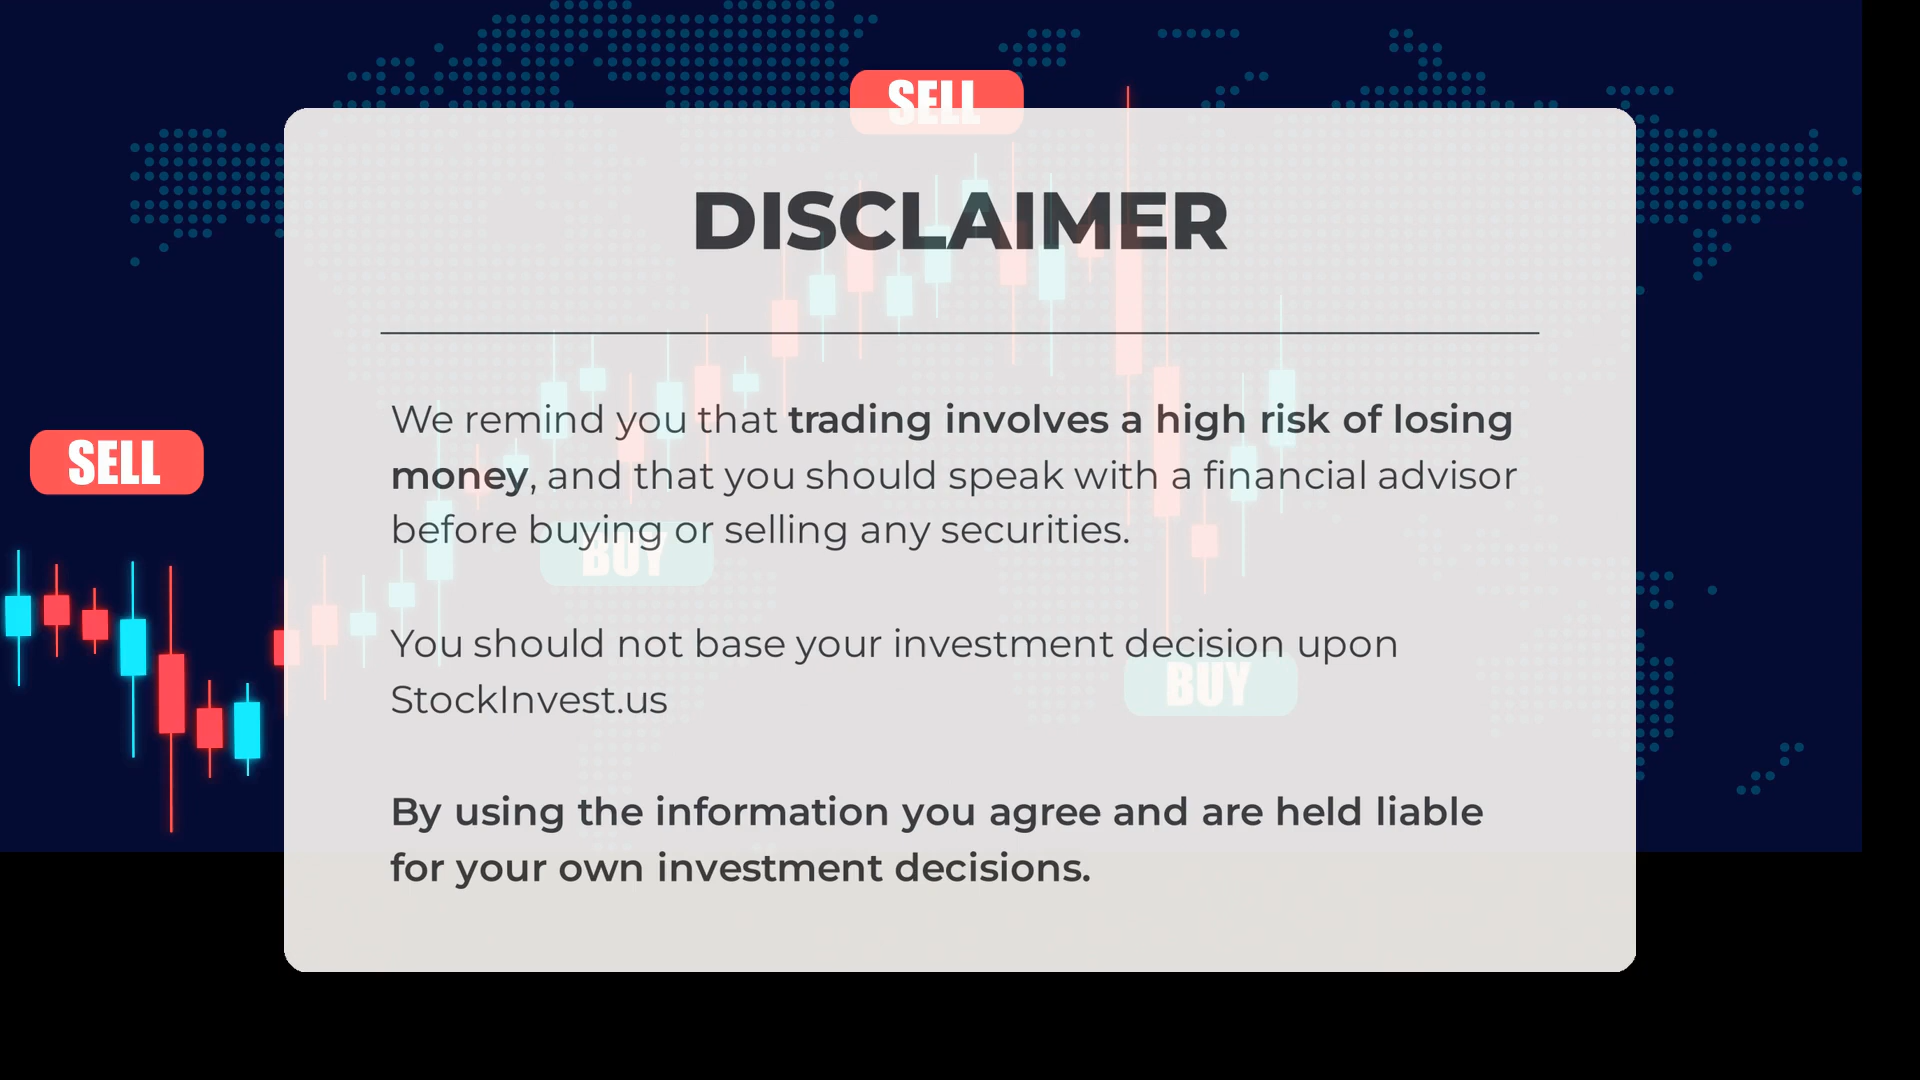 SELL
DISCLAIMER
We remind you that trading involves a high risk of losing
money, and that you should speak with a financial advisor
before buying or selling any securities.
SELL
BUY
You should not base your investment decision upon
StockInvest.us
BUY
By using the information you agree and are held liable
for your own investment decisions.